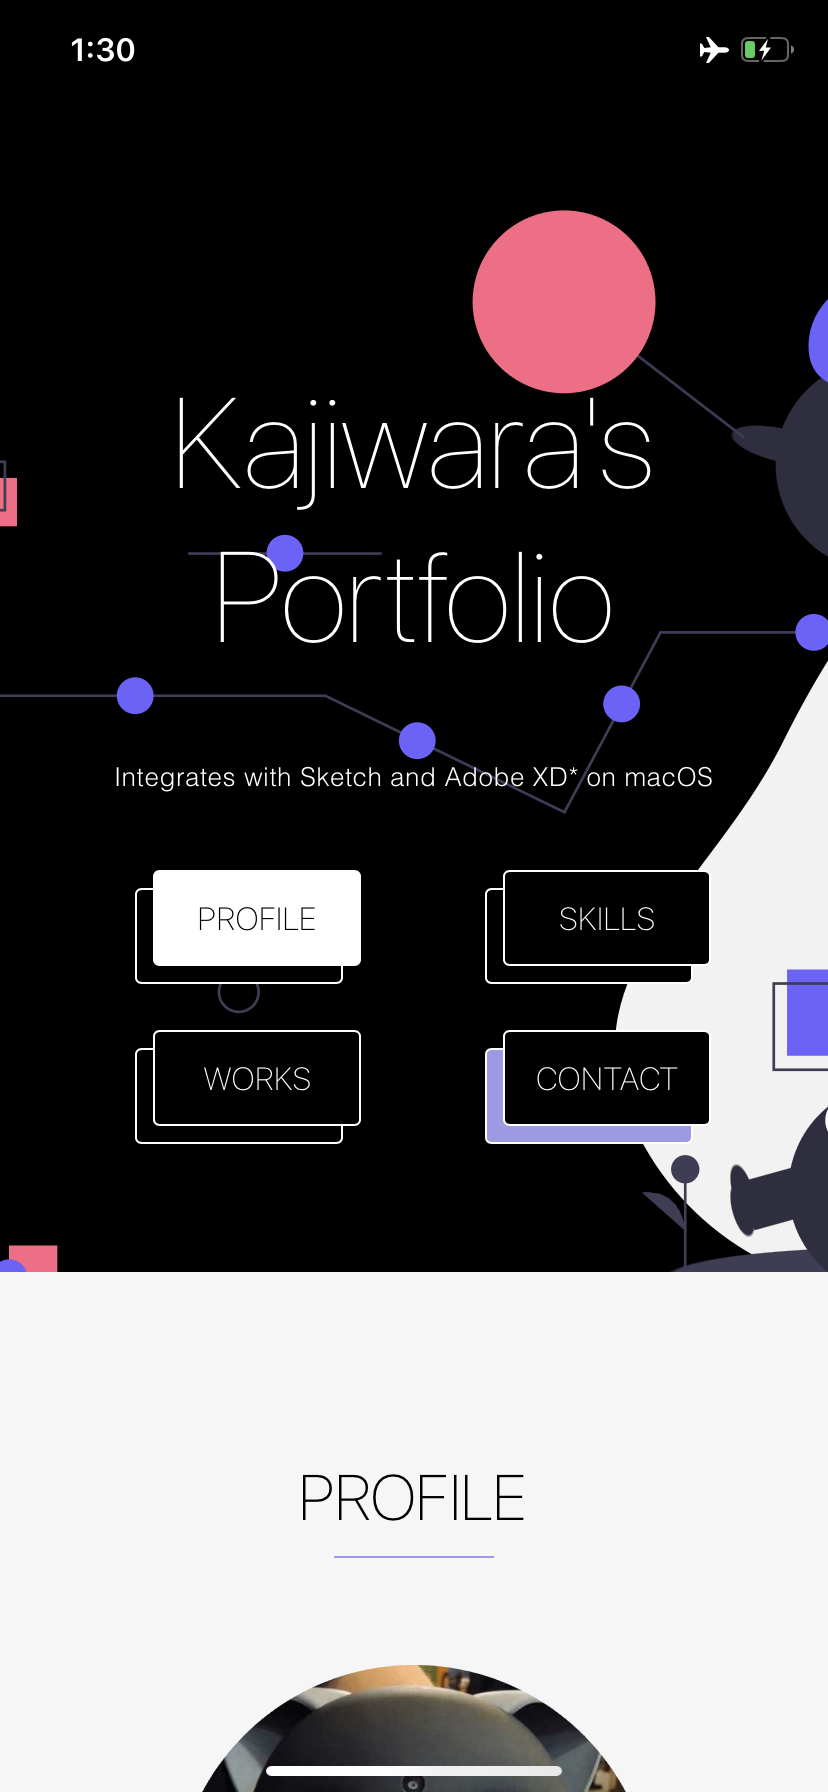 1:30
Kajiwara's
Portfolio
Integrates with Sketch and Adobe XD* on macOS
PROFILE
SKILLS
WORKS
CONTACT
PROFILE